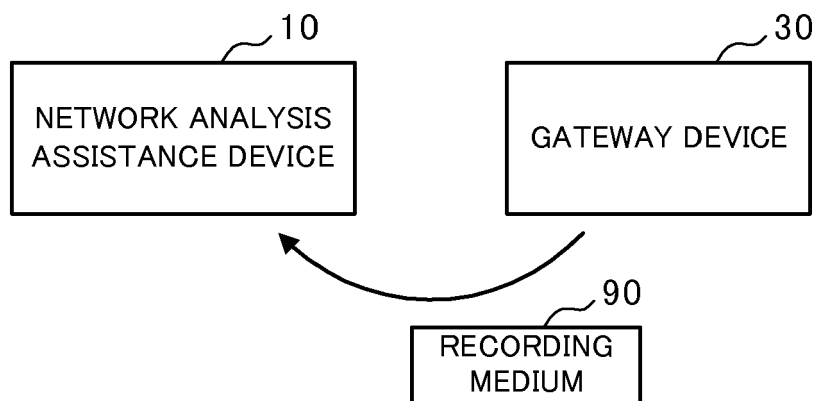 10
30
NETWORK ANALYSIS
ASSISTANCE DEVICE
GATEWAY DEVICE
90
RECORDING
MEDIUM